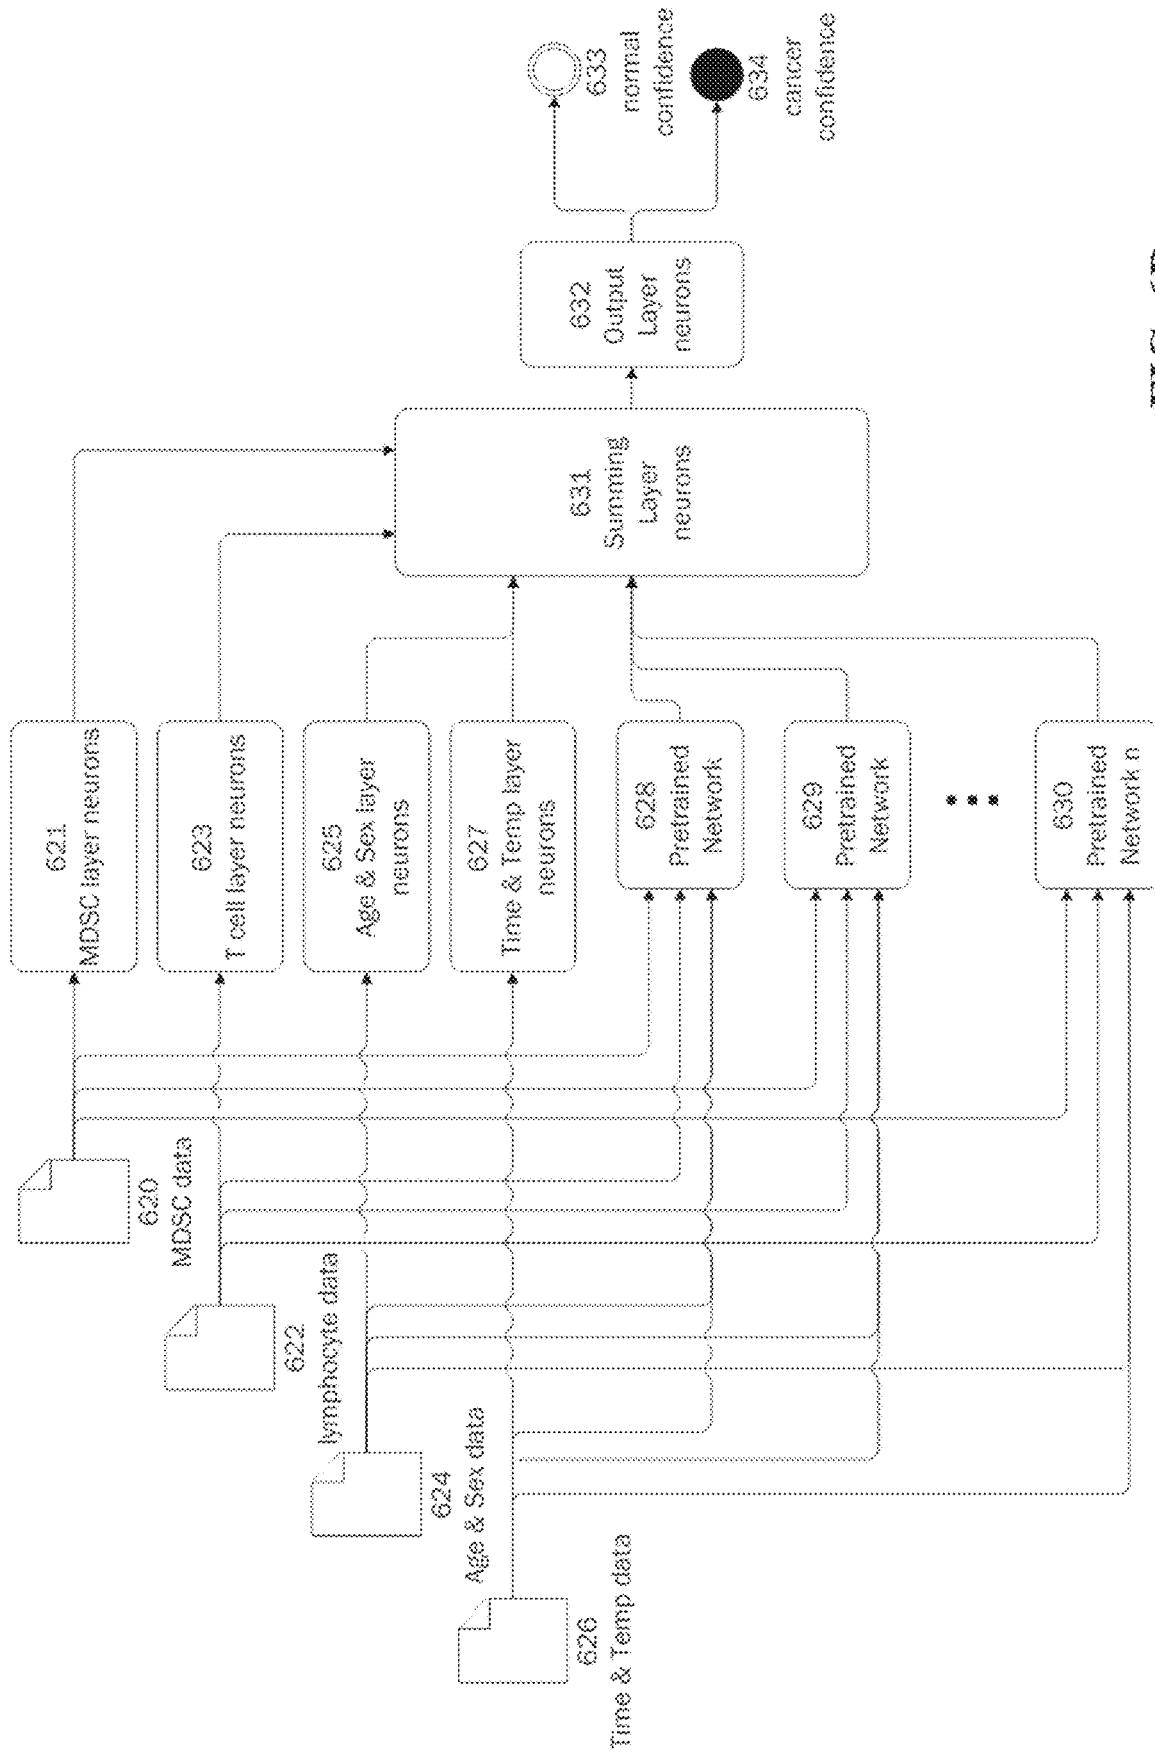 620
MDSC data
622
lymphocyte data
624
Age & Sex data
626
Time & Temp data
621
MDSC layer neurons
623
T cell layer neurons
625
Age & Sex layer
neurons
627
Time & Temp layer
neurons
628
Pretrained
Network
629
Pretrained
Network
630
Pretrained
Network n
631
Summing
Layer
neurons
632
Output
Layer
neurons
633
normal
confidence
634
cancer
confidence